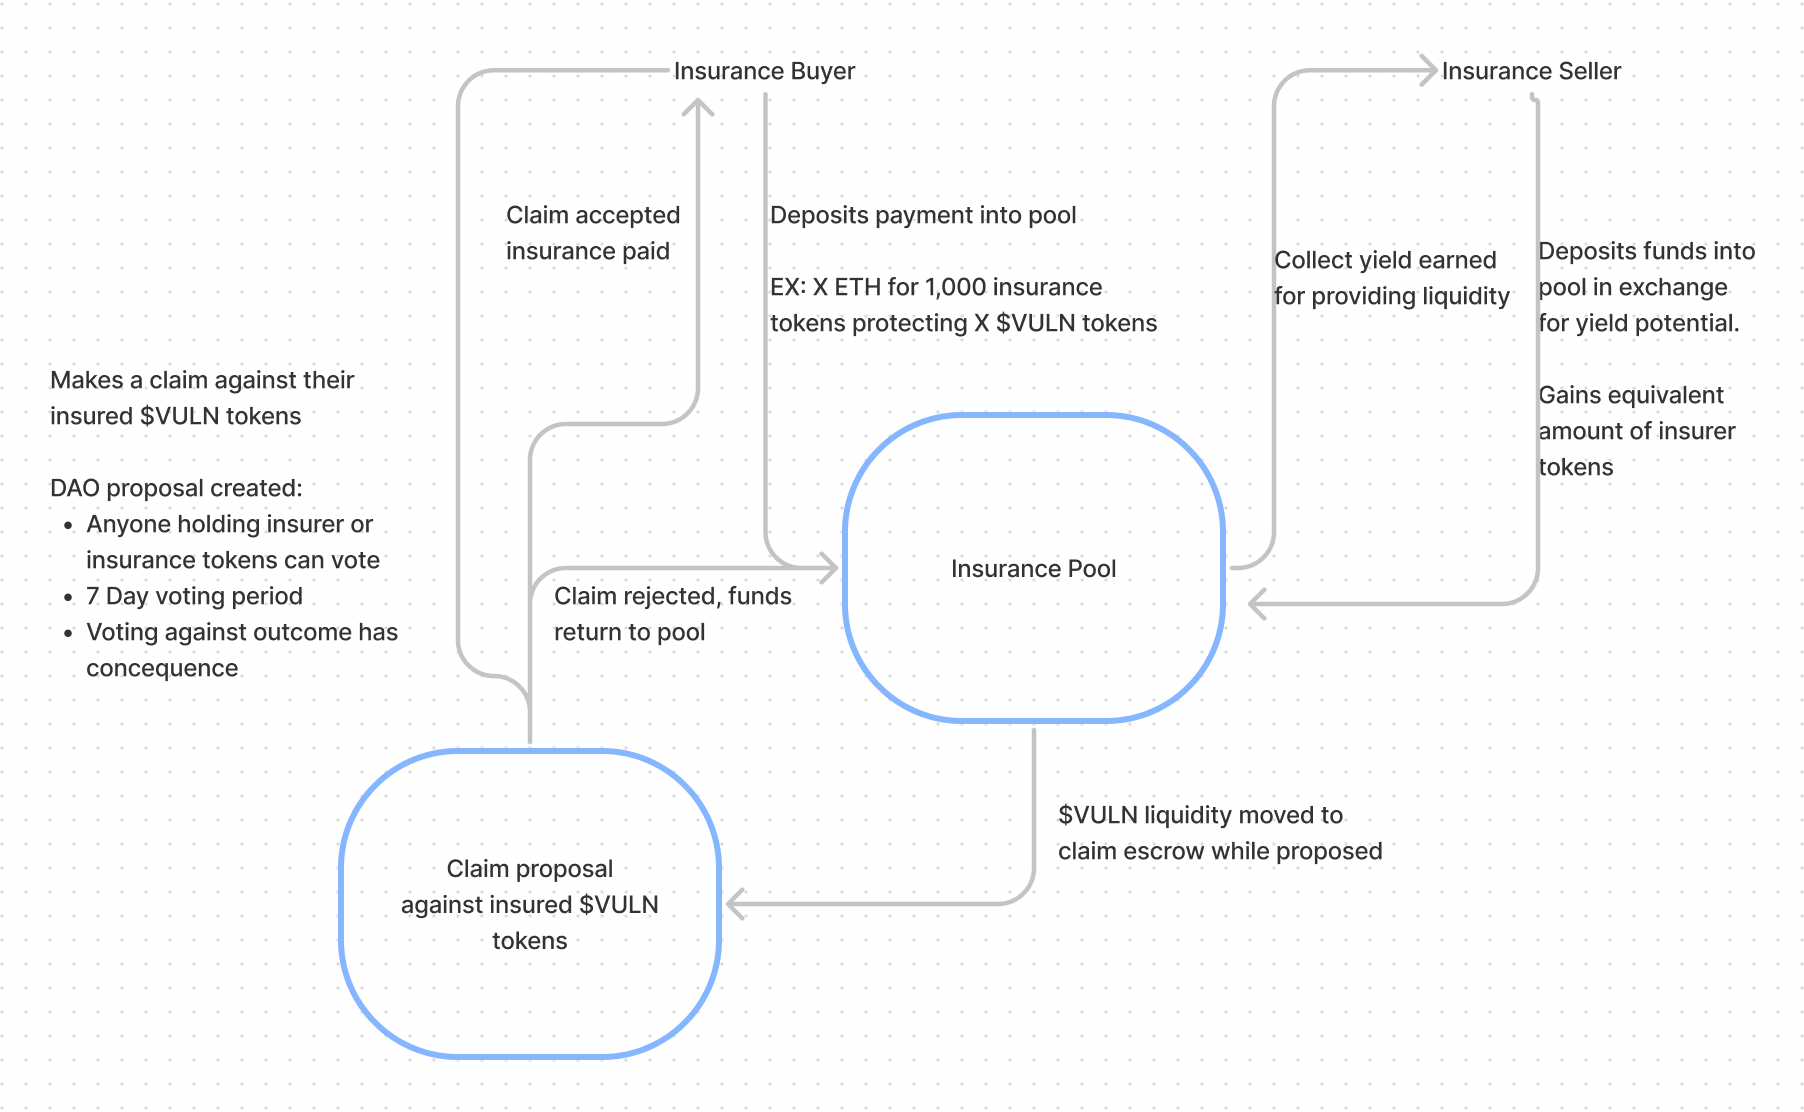 Insurance Buyer
Insurance Seller
Claim accepted
insurance paid
Deposits payment into pool
EX: X ETH for 1,000 insurance
tokens protecting X $VULN tokens
Collect yield earned
for providing liquidity
Deposits funds into
pool in exchange
for yield potential.
Gains equivalent
amount of insurer
tokens
Makes a claim against their
insured $VULN tokens
DAO proposal created:
• Anyone holding insurer or
insurance tokens can vote
• 7 Day voting period
• Voting against outcome has
concequence
Claim rejected, funds
return to pool
Insurance Pool
$VULN liquidity moved to
claim escrow while proposed
Claim proposal
against insured $VULN
tokens